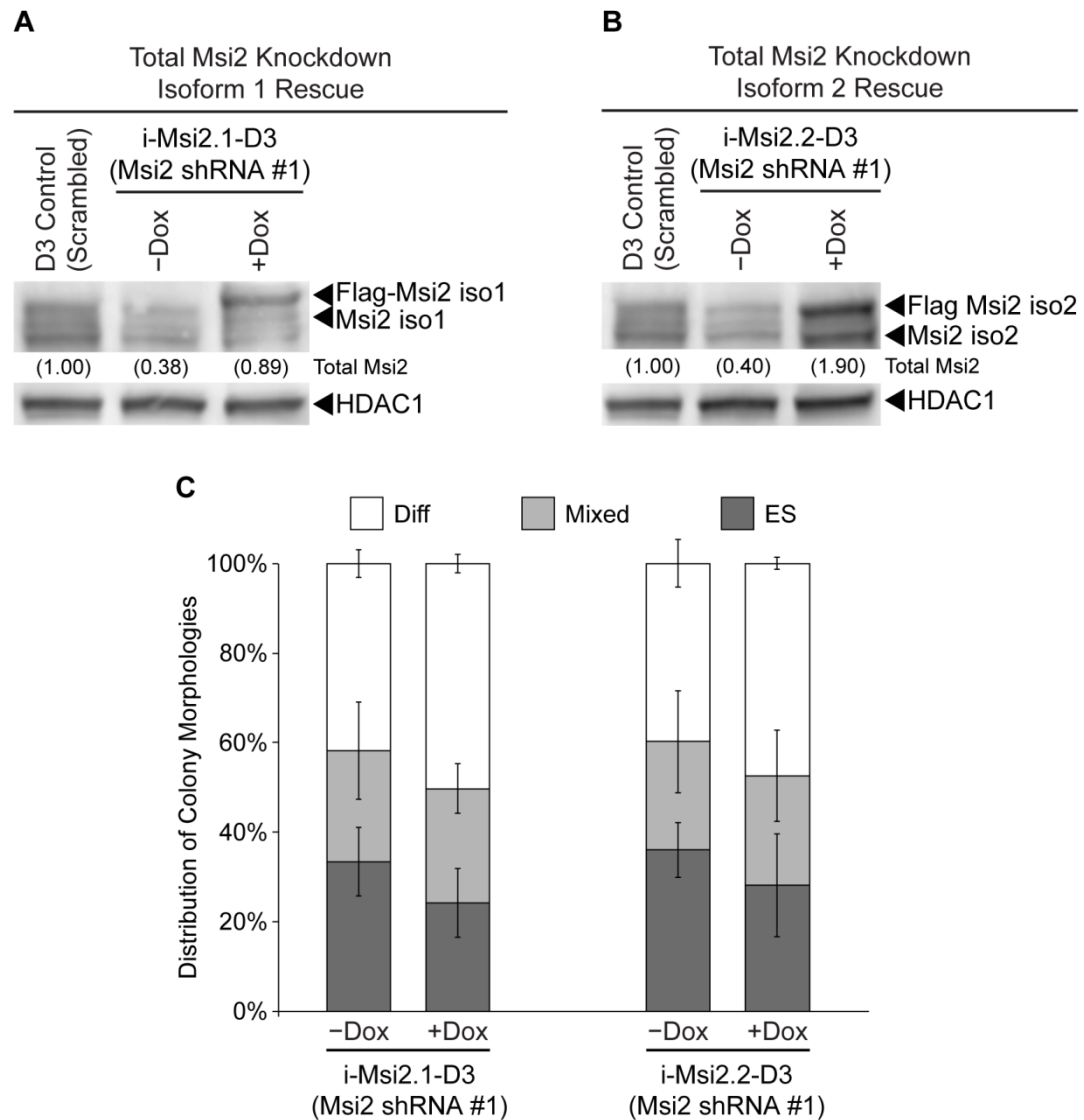 A
Total Msi2 Knockdown
Isoform 1 Rescue
D3 Control
(Scrambled)
i-Msi2.1-D3
(Msi2 shRNA #1)
−Dox
+Dox
Flag-Msi2 iso1
Msi2 iso1
(1.00) (0.38) (0.89) Total Msi2
HDAC1
B
Total Msi2 Knockdown
Isoform 2 Rescue
D3 Control
(Scrambled)
i-Msi2.2-D3
(Msi2 shRNA #1)
−Dox
+Dox
Flag Msi2 iso2
Msi2 iso2
(1.00) (0.40) (1.90) Total Msi2
HDAC1
C
Diff Mixed ES
Distribution of Colony Morphologies
100%
80%
60%
40%
20%
0%
−Dox +Dox −Dox +Dox
i-Msi2.1-D3 i-Msi2.2-D3
(Msi2 shRNA #1) (Msi2 shRNA #1)